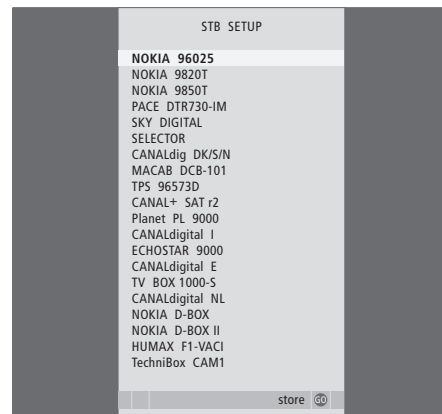 STB SETUP
NOKIA 96025
NOKIA 9820T
NOKIA 9850T
PACE DTR730-IM
SKY DIGITAL
SELECTOR
CANALdig DK/S/N
MACAB DCB-101
TPS 96573D
CANAL+ SAT r2
Planet PL 9000
CANALdigital I
ECHOSTAR 9000
CANALdigital E
TV BOX 1000-S
CANALdigital NL
NOKIA D-BOX
NOKIA D-BOX II
HUMAX F1-VACI
TechniBox CAM1
store GO